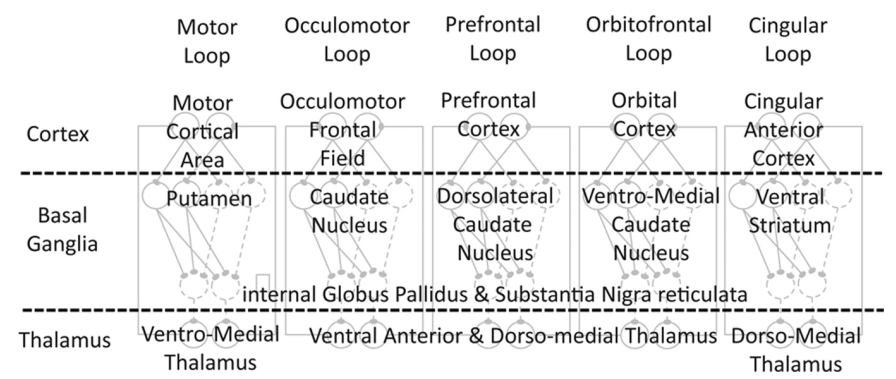 Motor Loop
Occulomotor Loop
Prefrontal Loop
Orbitofrontal Loop
Cingular Loop
Cortex
Motor Cortical Area
Occulomotor Frontal Field
Prefrontal Cortex
Orbital Cortex
Cingular Anterior Cortex
Basal Ganglia
Putamen
Caudate Nucleus
Dorsolateral Caudate Nucleus
Ventro-Medial Caudate Nucleus
Ventral Striatum
internal Globus Pallidus & Substantia Nigra reticulata
Thalamus
Ventro-Medial Thalamus
Ventral Anterior & Dorso-medial Thalamus
Dorso-Medial Thalamus